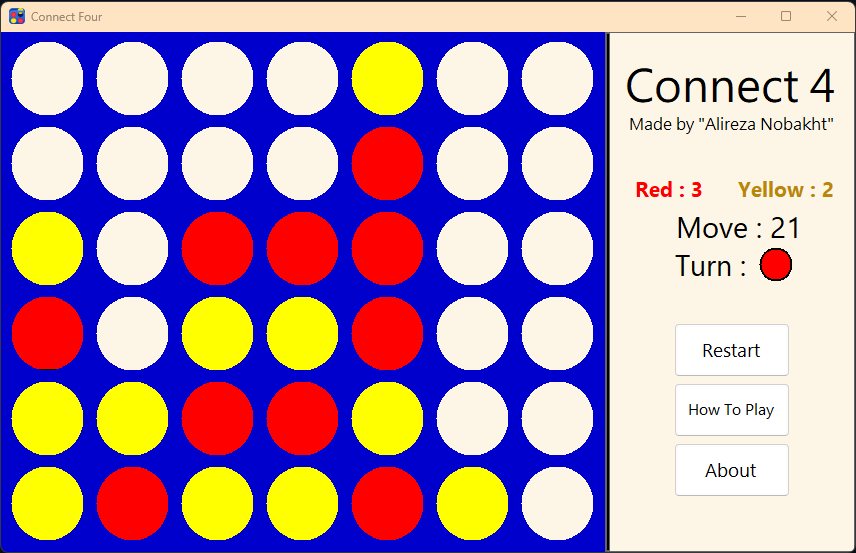 Connect Four
Connect 4
Made by "Alireza Nobakht"
Red : 3 Yellow : 2
Move : 21
Turn :
Restart
How To Play
About